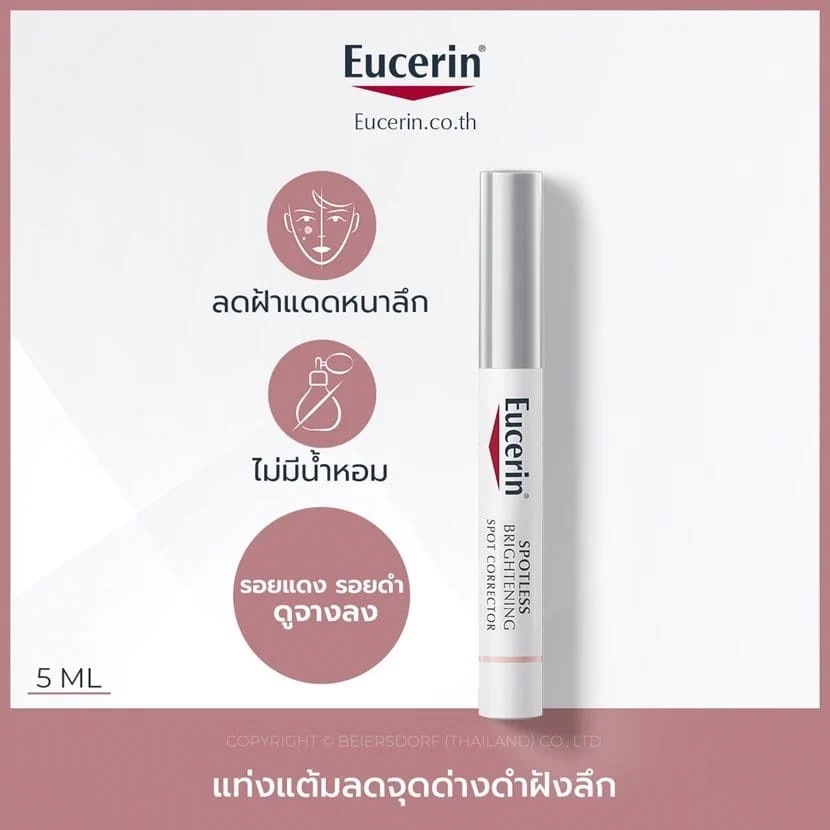 Eucerin®
Eucerin.co.th
ลดฝ้าแดดหนาลึก
ไม่มีน้ำหอม
รอยแดง รอยดำ
ดูจางลง
Eucerin®
SPOTLESS
BRIGHTENING
SPOT CORRECTOR
5 ML
COPYRIGHT © BEIERSDORF (THAILAND) CO., LTD
แท่งแต้มลดจุดด่างดำฝังลึก